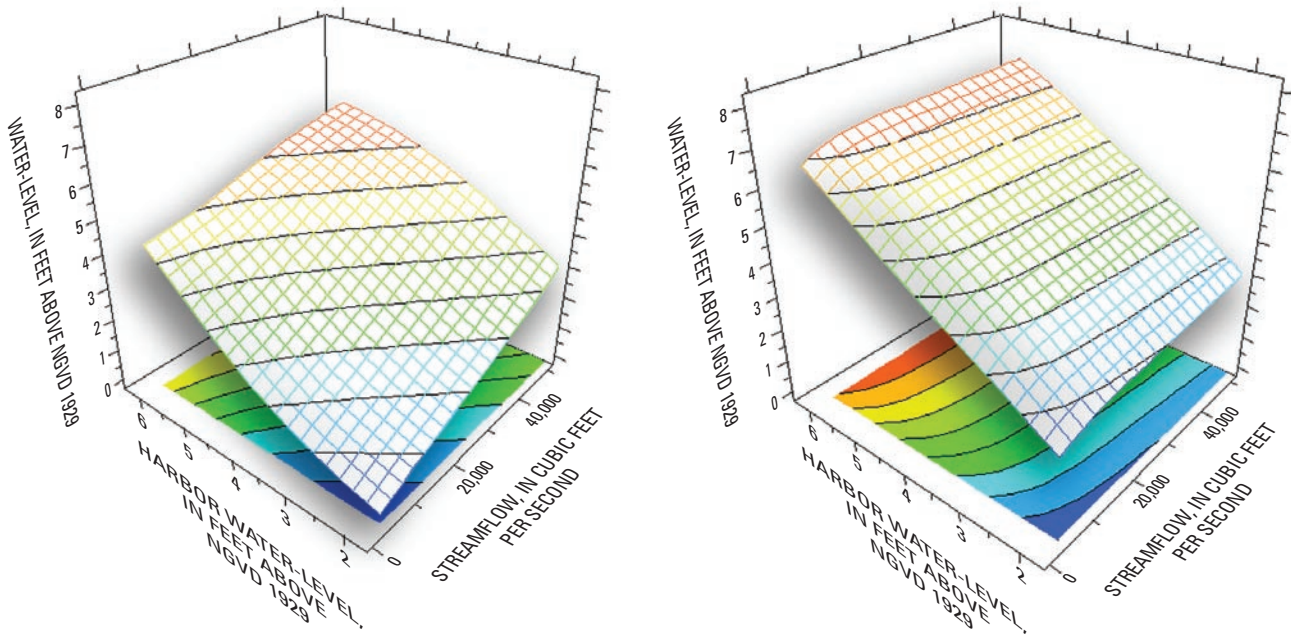 8
7
6
5
4
3
2
1
0
WATER-LEVEL, IN FEET ABOVE NGVD 1929
6
5
4
3
2
HARBOR WATER-LEVEL,
IN FEET ABOVE
NGVD 1929
0
20,000
40,000
STREAMFLOW, IN CUBIC FEET
PER SECOND
8
7
6
5
4
3
2
1
0
WATER-LEVEL, IN FEET ABOVE NGVD 1929
6
5
4
3
2
HARBOR WATER-LEVEL,
IN FEET ABOVE
NGVD 1929
0
20,000
40,000
STREAMFLOW, IN CUBIC FEET
PER SECOND